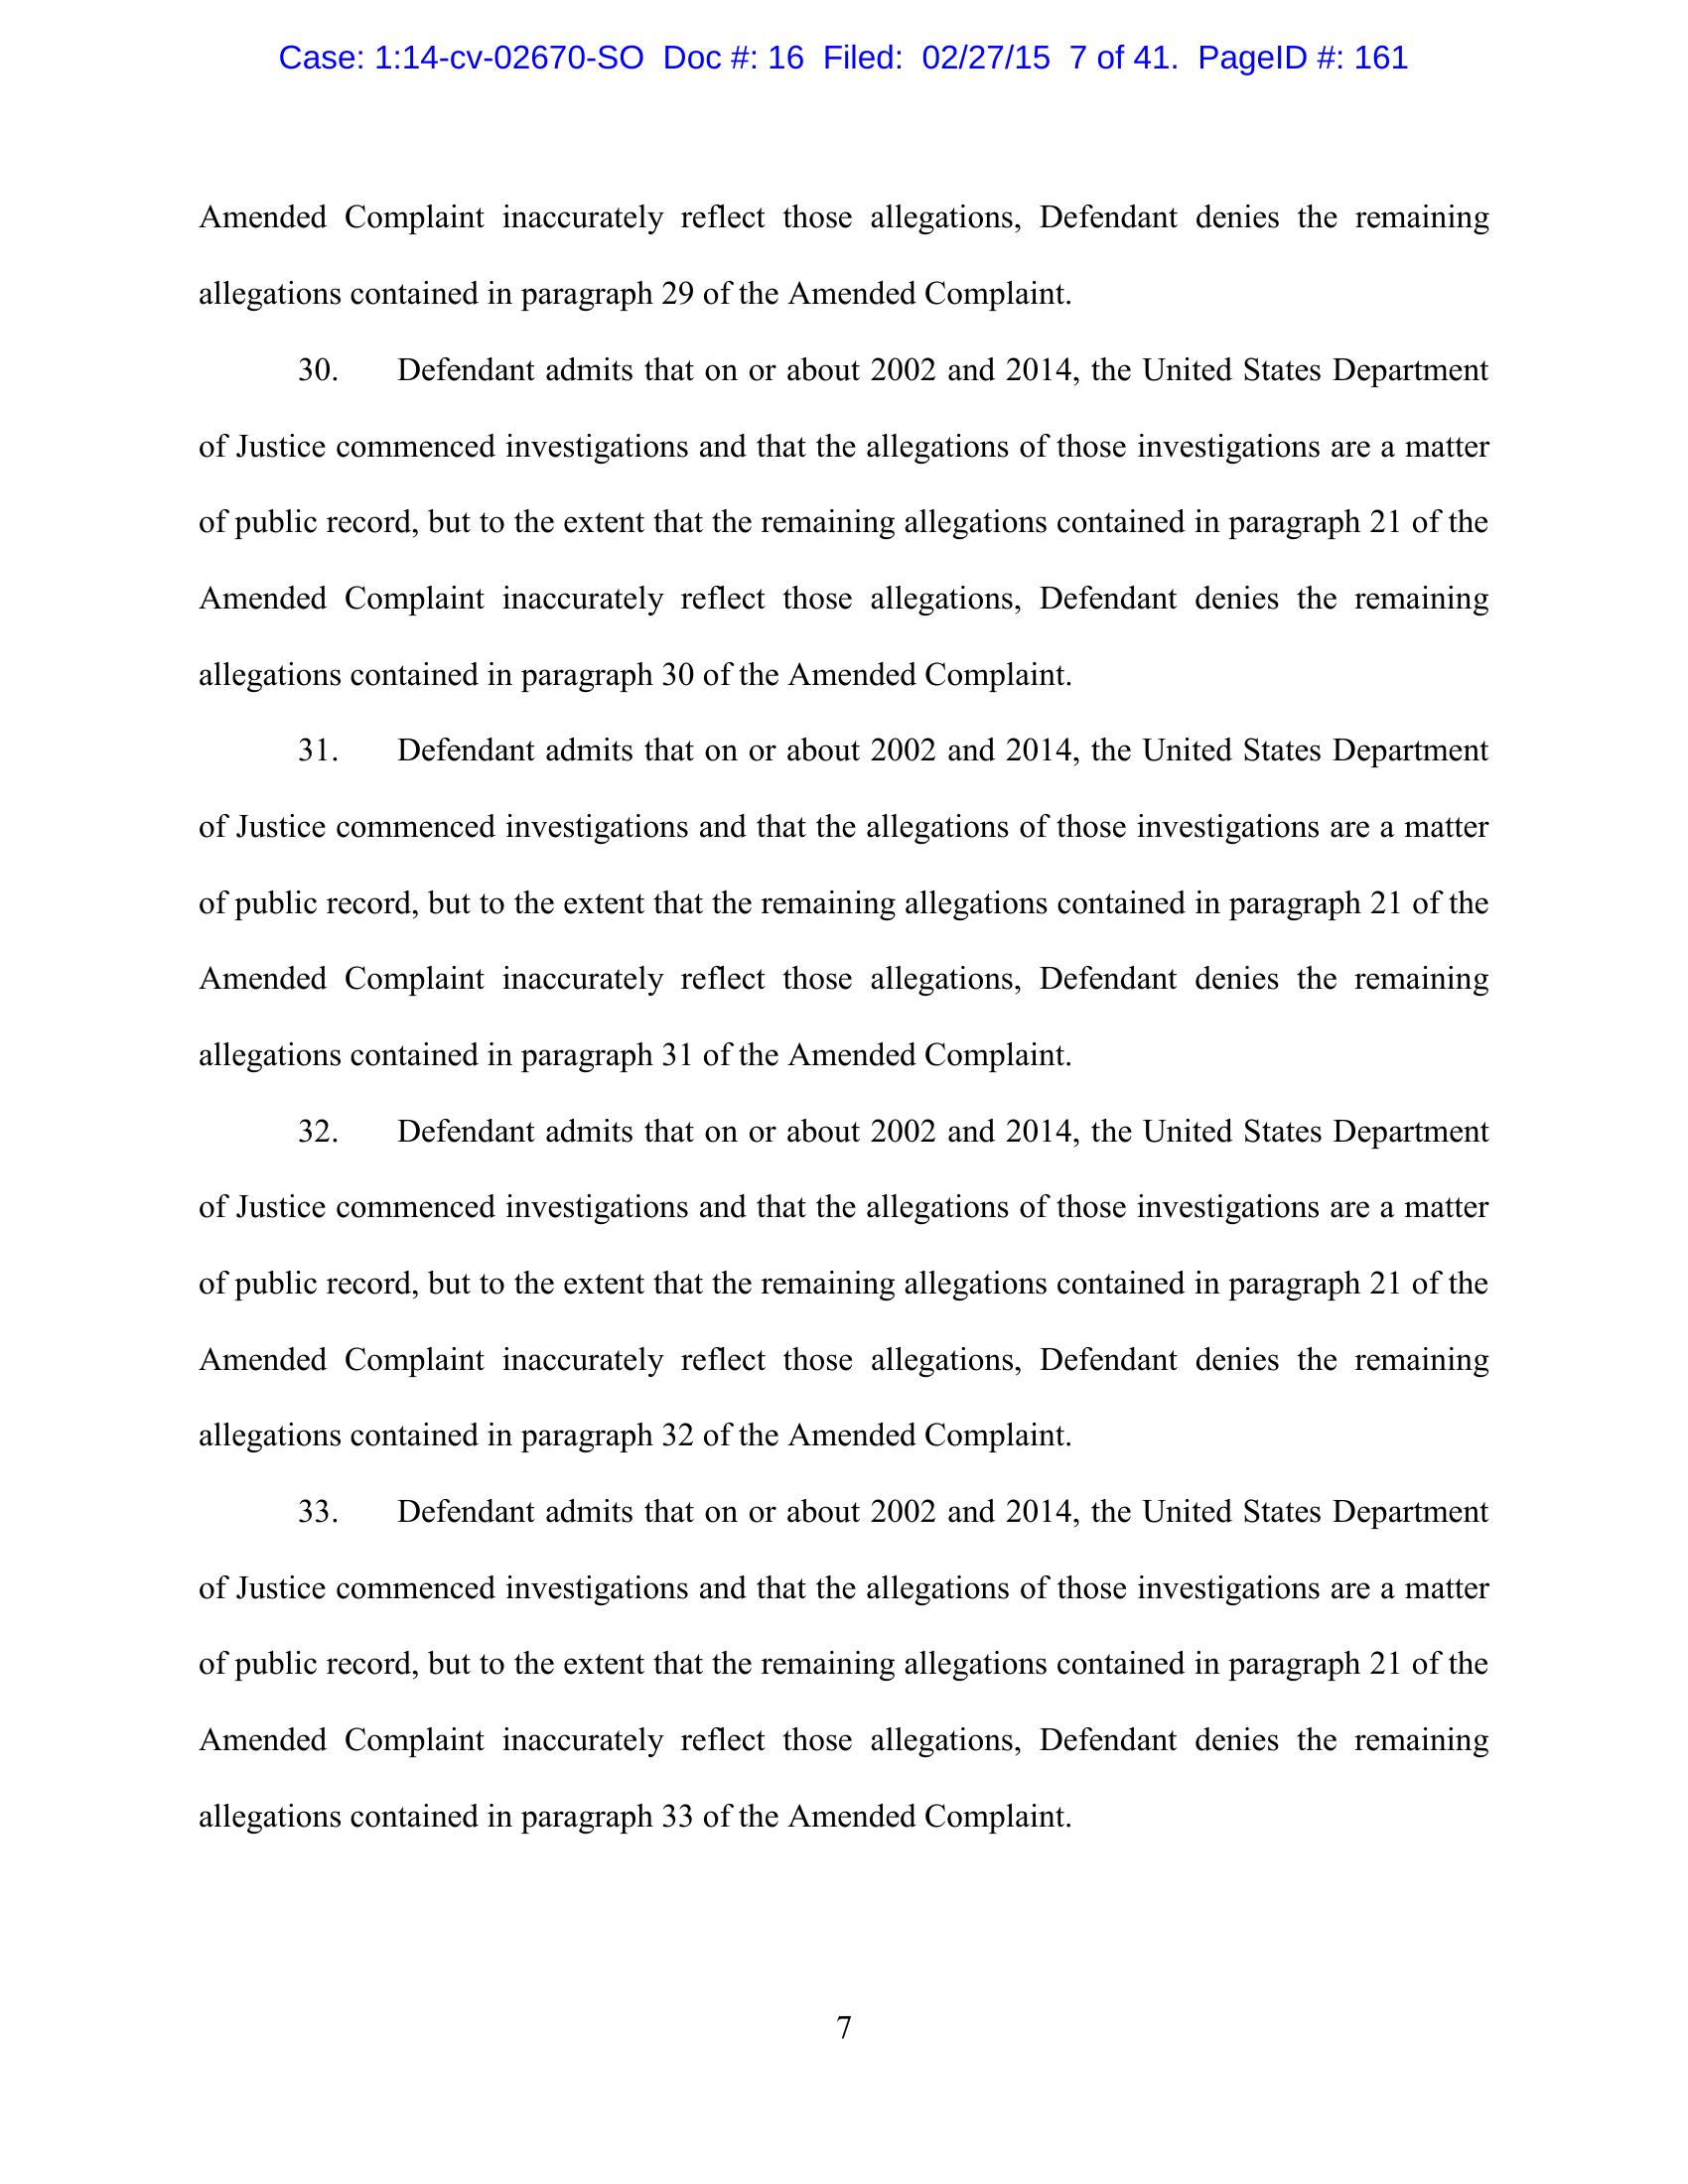 Case: 1:14-cv-02670-SO Doc #: 16 Filed: 02/27/15 7 of 41. PageID #: 161
Amended Complaint inaccurately reflect those allegations, Defendant denies the remaining
allegations contained in paragraph 29 of the Amended Complaint.
30. Defendant admits that on or about 2002 and 2014, the United States Department
of Justice commenced investigations and that the allegations of those investigations are a matter
of public record, but to the extent that the remaining allegations contained in paragraph 21 of the
Amended Complaint inaccurately reflect those allegations, Defendant denies the remaining
allegations contained in paragraph 30 of the Amended Complaint.
31. Defendant admits that on or about 2002 and 2014, the United States Department
of Justice commenced investigations and that the allegations of those investigations are a matter
of public record, but to the extent that the remaining allegations contained in paragraph 21 of the
Amended Complaint inaccurately reflect those allegations, Defendant denies the remaining
allegations contained in paragraph 31 of the Amended Complaint.
32. Defendant admits that on or about 2002 and 2014, the United States Department
of Justice commenced investigations and that the allegations of those investigations are a matter
of public record, but to the extent that the remaining allegations contained in paragraph 21 of the
Amended Complaint inaccurately reflect those allegations, Defendant denies the remaining
allegations contained in paragraph 32 of the Amended Complaint.
33. Defendant admits that on or about 2002 and 2014, the United States Department
of Justice commenced investigations and that the allegations of those investigations are a matter
of public record, but to the extent that the remaining allegations contained in paragraph 21 of the
Amended Complaint inaccurately reflect those allegations, Defendant denies the remaining
allegations contained in paragraph 33 of the Amended Complaint.
7